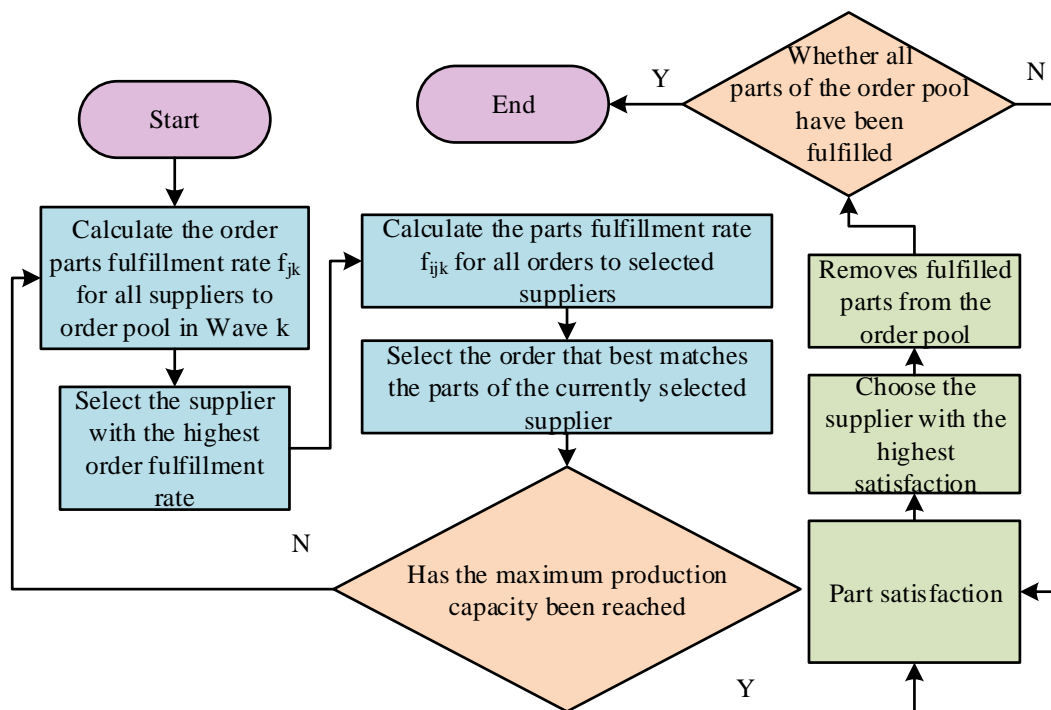 Start
Calculate the order
parts fulfillment rate fjk
for all suppliers to
order pool in Wave k
Select the supplier
with the highest
order fulfillment
rate
Calculate the parts fulfillment rate
fijk for all orders to selected
suppliers
Select the order that best matches
the parts of the currently selected
supplier
Has the maximum production
capacity been reached
N
Y
Part satisfaction
Choose the
supplier with the
highest
satisfaction
Removes fulfilled
parts from the
order pool
Whether all
parts of the order pool
have been
fulfilled
N
Y
End